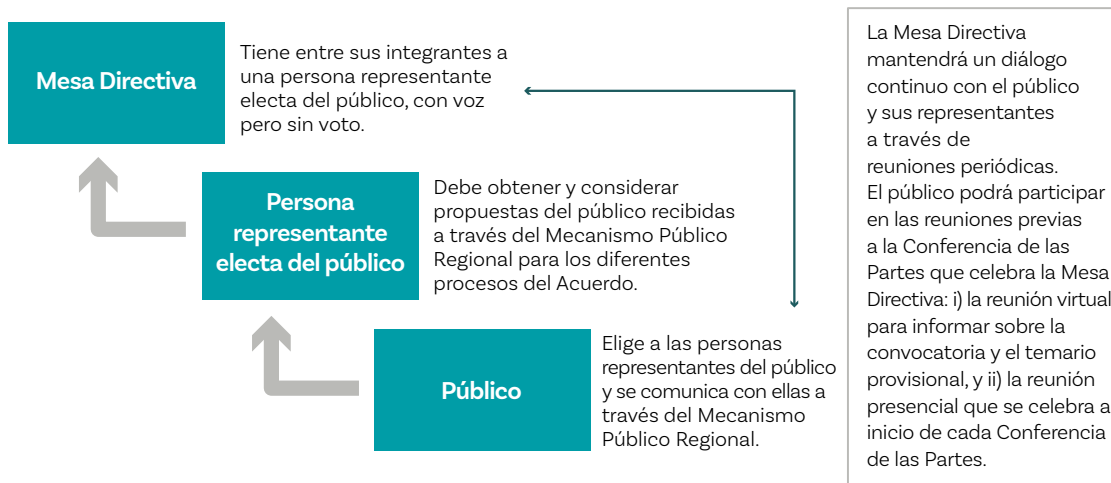 Mesa Directiva
Tiene entre sus integrantes a
una persona representante
electa del público, con voz
pero sin voto.
Persona
representante
electa del público
Debe obtener y considerar
propuestas del público recibidas
a través del Mecanismo Público
Regional para los diferentes
procesos del Acuerdo.
Público
Elige a las personas
representantes del público
y se comunica con ellas a
través del Mecanismo
Público Regional.
La Mesa Directiva
mantendrá un diálogo
continuo con el público
y sus representantes
a través de
reuniones periódicas.
El público podrá participar
en las reuniones previas
a la Conferencia de las
Partes que celebra la Mesa
Directiva: i) la reunión virtual
para informar sobre la
convocatoria y el temario
provisional, y ii) la reunión
presencial que se celebra a
inicio de cada Conferencia
de las Partes.